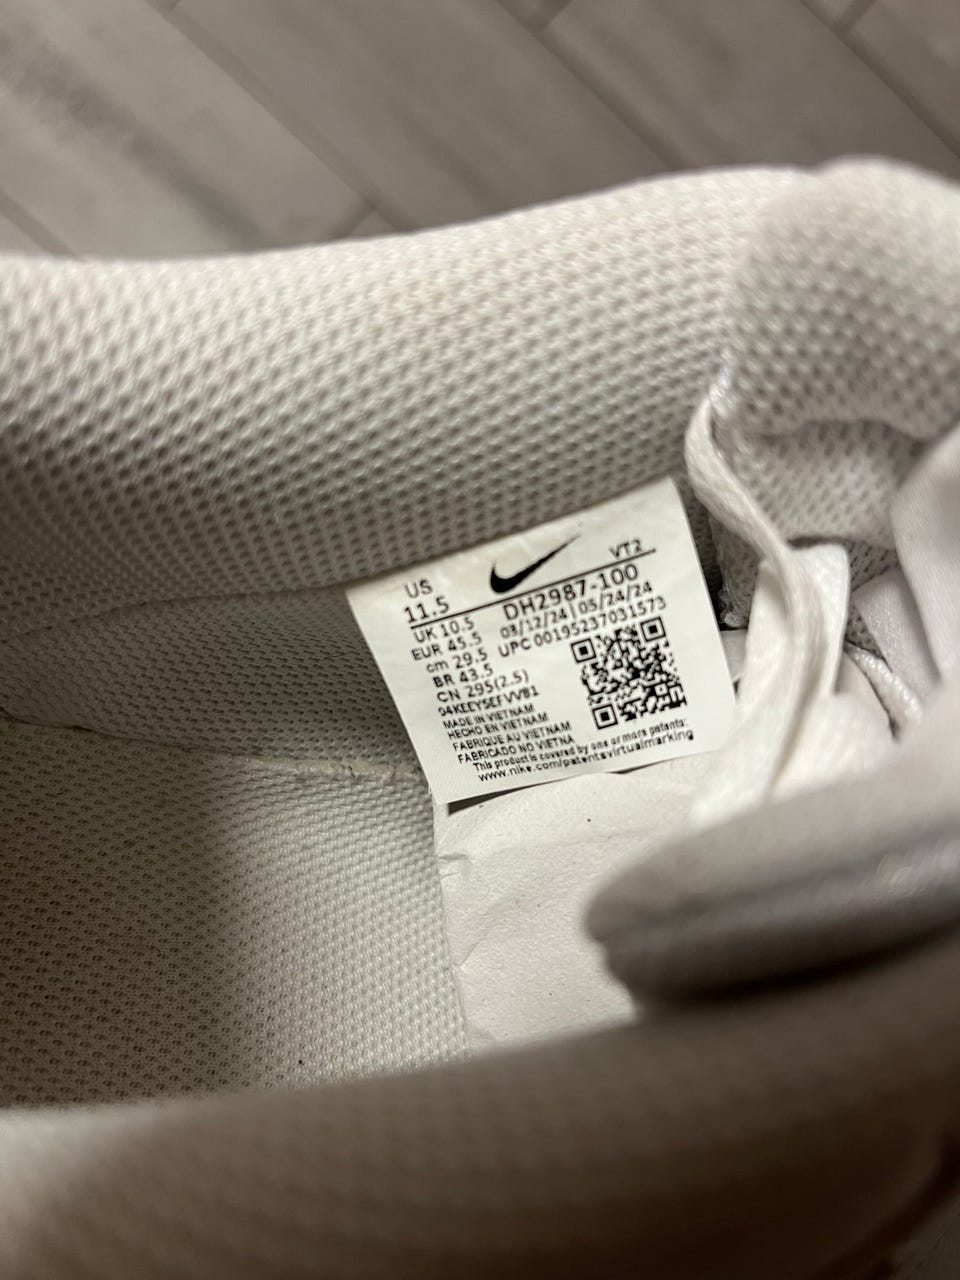 US
11.5
UK 10.5
EUR 45.5
cm 29.5
BR 43.5
CN 295(2.5)
MADE IN VIETNAM
HECHO EN VIETNAM
FABRIQUE AU VIETNAM
FABRICADO NO VIETNA
VT2
DH2987-100
03/12/24 | 05/24/24
UPC 00195237031573
This product is covered by one or more patents:
www.nike.com/patentsvirtualmarking